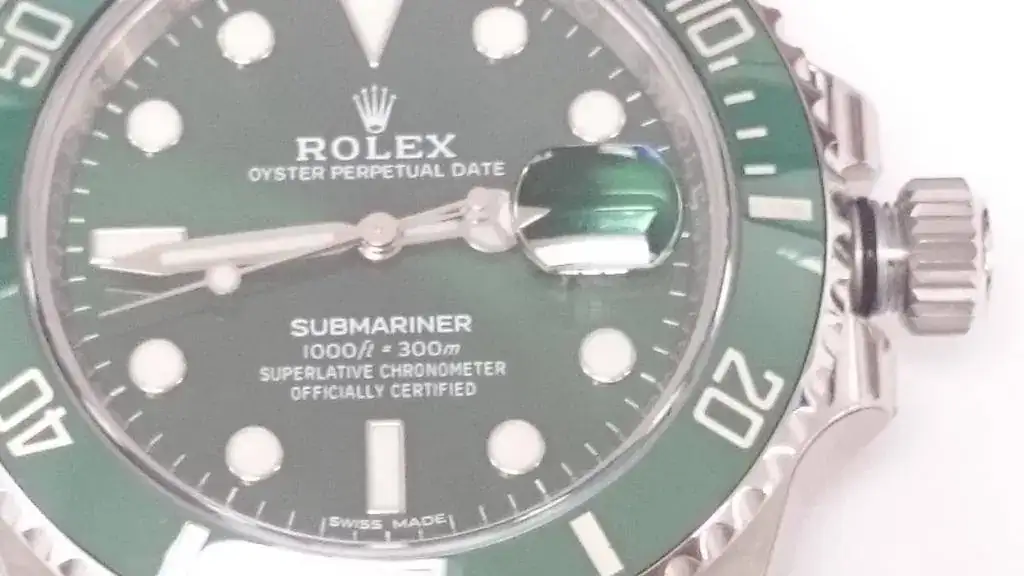 50
10
ROLEX
OYSTER PERPETUAL DATE
SUBMARINER
1000ft = 300m
SUPERLATIVE CHRONOMETER
OFFICIALLY CERTIFIED
40
20
SWISS MADE